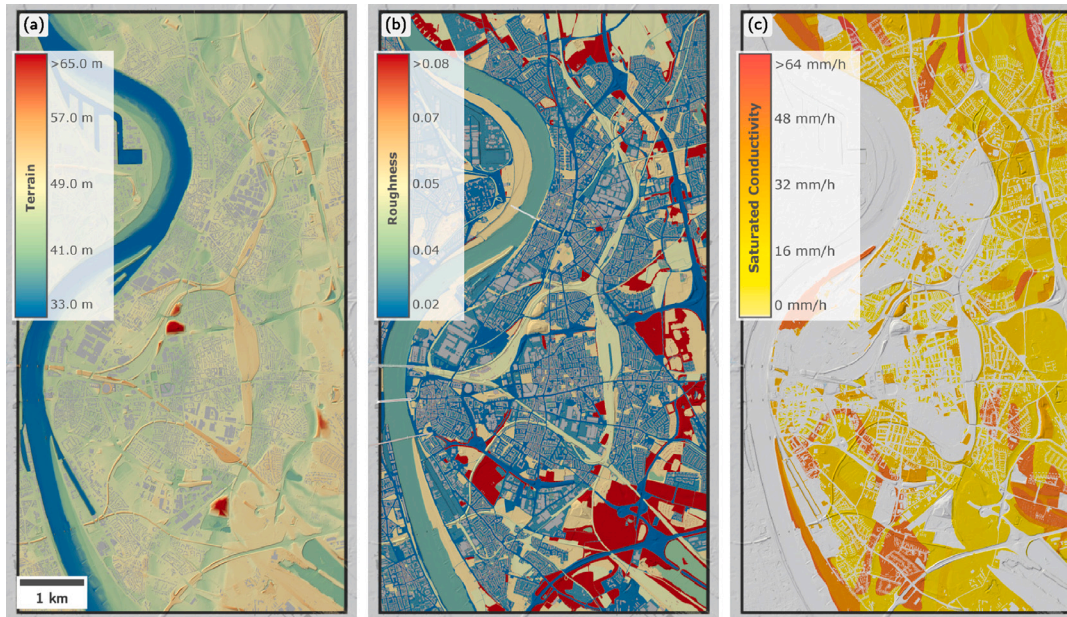 (a)
>65.0 m
57.0 m
49.0 m
41.0 m
33.0 m
Terrain
1 km
(b)
>0.08
0.07
0.05
0.04
0.02
Roughness
(c)
>64 mm/h
48 mm/h
32 mm/h
16 mm/h
0 mm/h
Saturated Conductivity